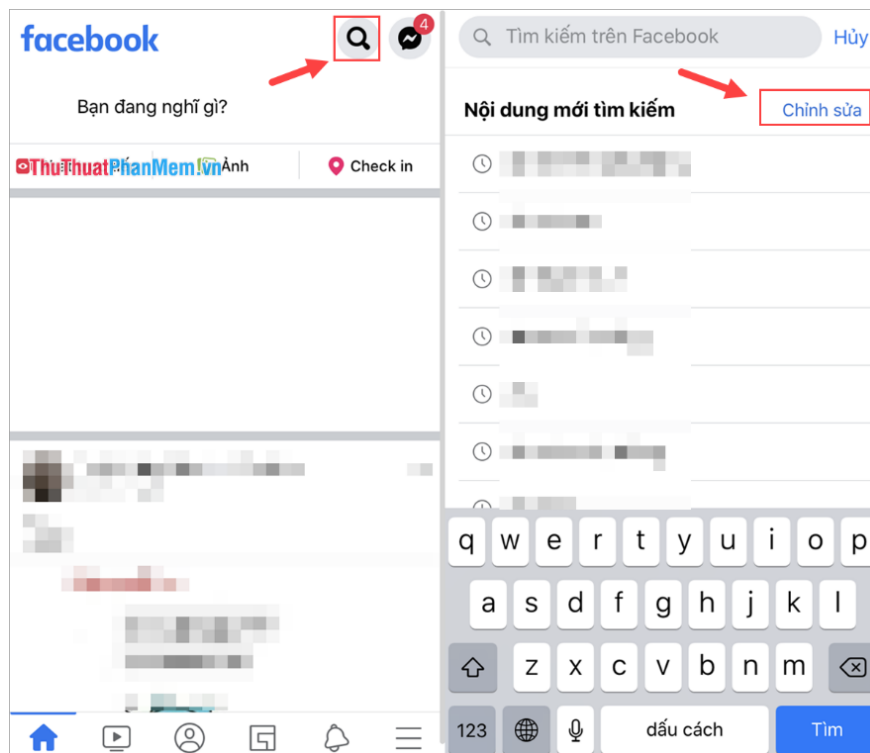 facebook
4
Bạn đang nghĩ gì?
ThuThuatPhanMem.vn
Ảnh
Check in
Tìm kiếm trên Facebook
Hủy
Nội dung mới tìm kiếm
Chỉnh sửa
q w e r t y u i o p
a s d f g h j k l
z x c v b n m
123
dấu cách
Tìm